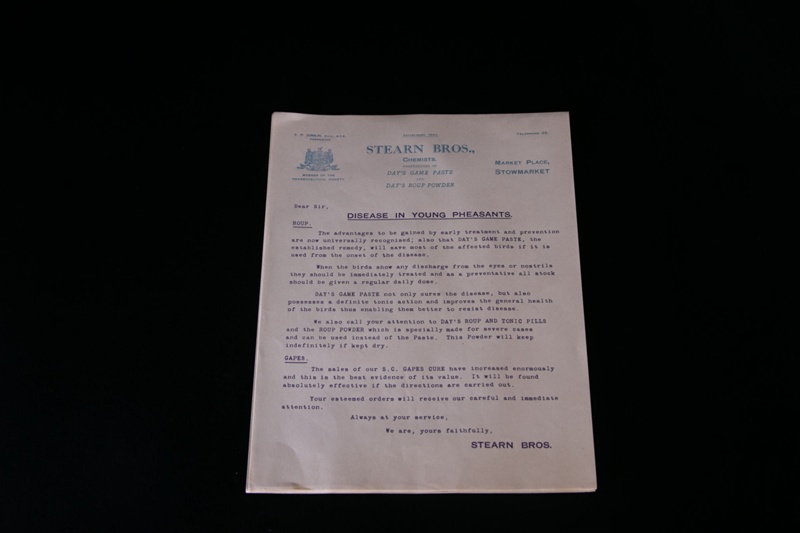 STEARN BROS.,
CHEMISTS.
DAY'S GAME PASTE
DAY'S ROUP POWDER
MARKET PLACE,
STOWMARKET
MEMBER OF THE
PHARMACEUTICAL SOCIETY
Dear Sir,
DISEASE IN YOUNG PHEASANTS.
ROUP.
The advantages to be gained by early treatment and prevention
are now universally recognised; also that DAY'S GAME PASTE, the
established remedy, will save most of the affected birds if it is
used from the onset of the disease.
When the birds show any discharge from the eyes or nostrils
they should be immediately treated and as a preventative all stock
should be given a regular daily dose.
DAY'S GAME PASTE not only cures the disease, but also
possesses a definite tonic action and improves the general health
of the birds thus enabling them better to resist disease.
We also call your attention to DAY'S ROUP AND TONIC PILLS
and the ROUP POWDER which is specially made for severe cases
and can be used instead of the Paste. This Powder will keep
indefinitely if kept dry.
GAPES.
The sales of our S.G. GAPES CURE have increased enormously
and this is the best evidence of its value. It will be found
absolutely effective if the directions are carried out.
Your esteemed orders will receive our careful and immediate
attention.
Always at your service,
We are, yours faithfully,
STEARN BROS.